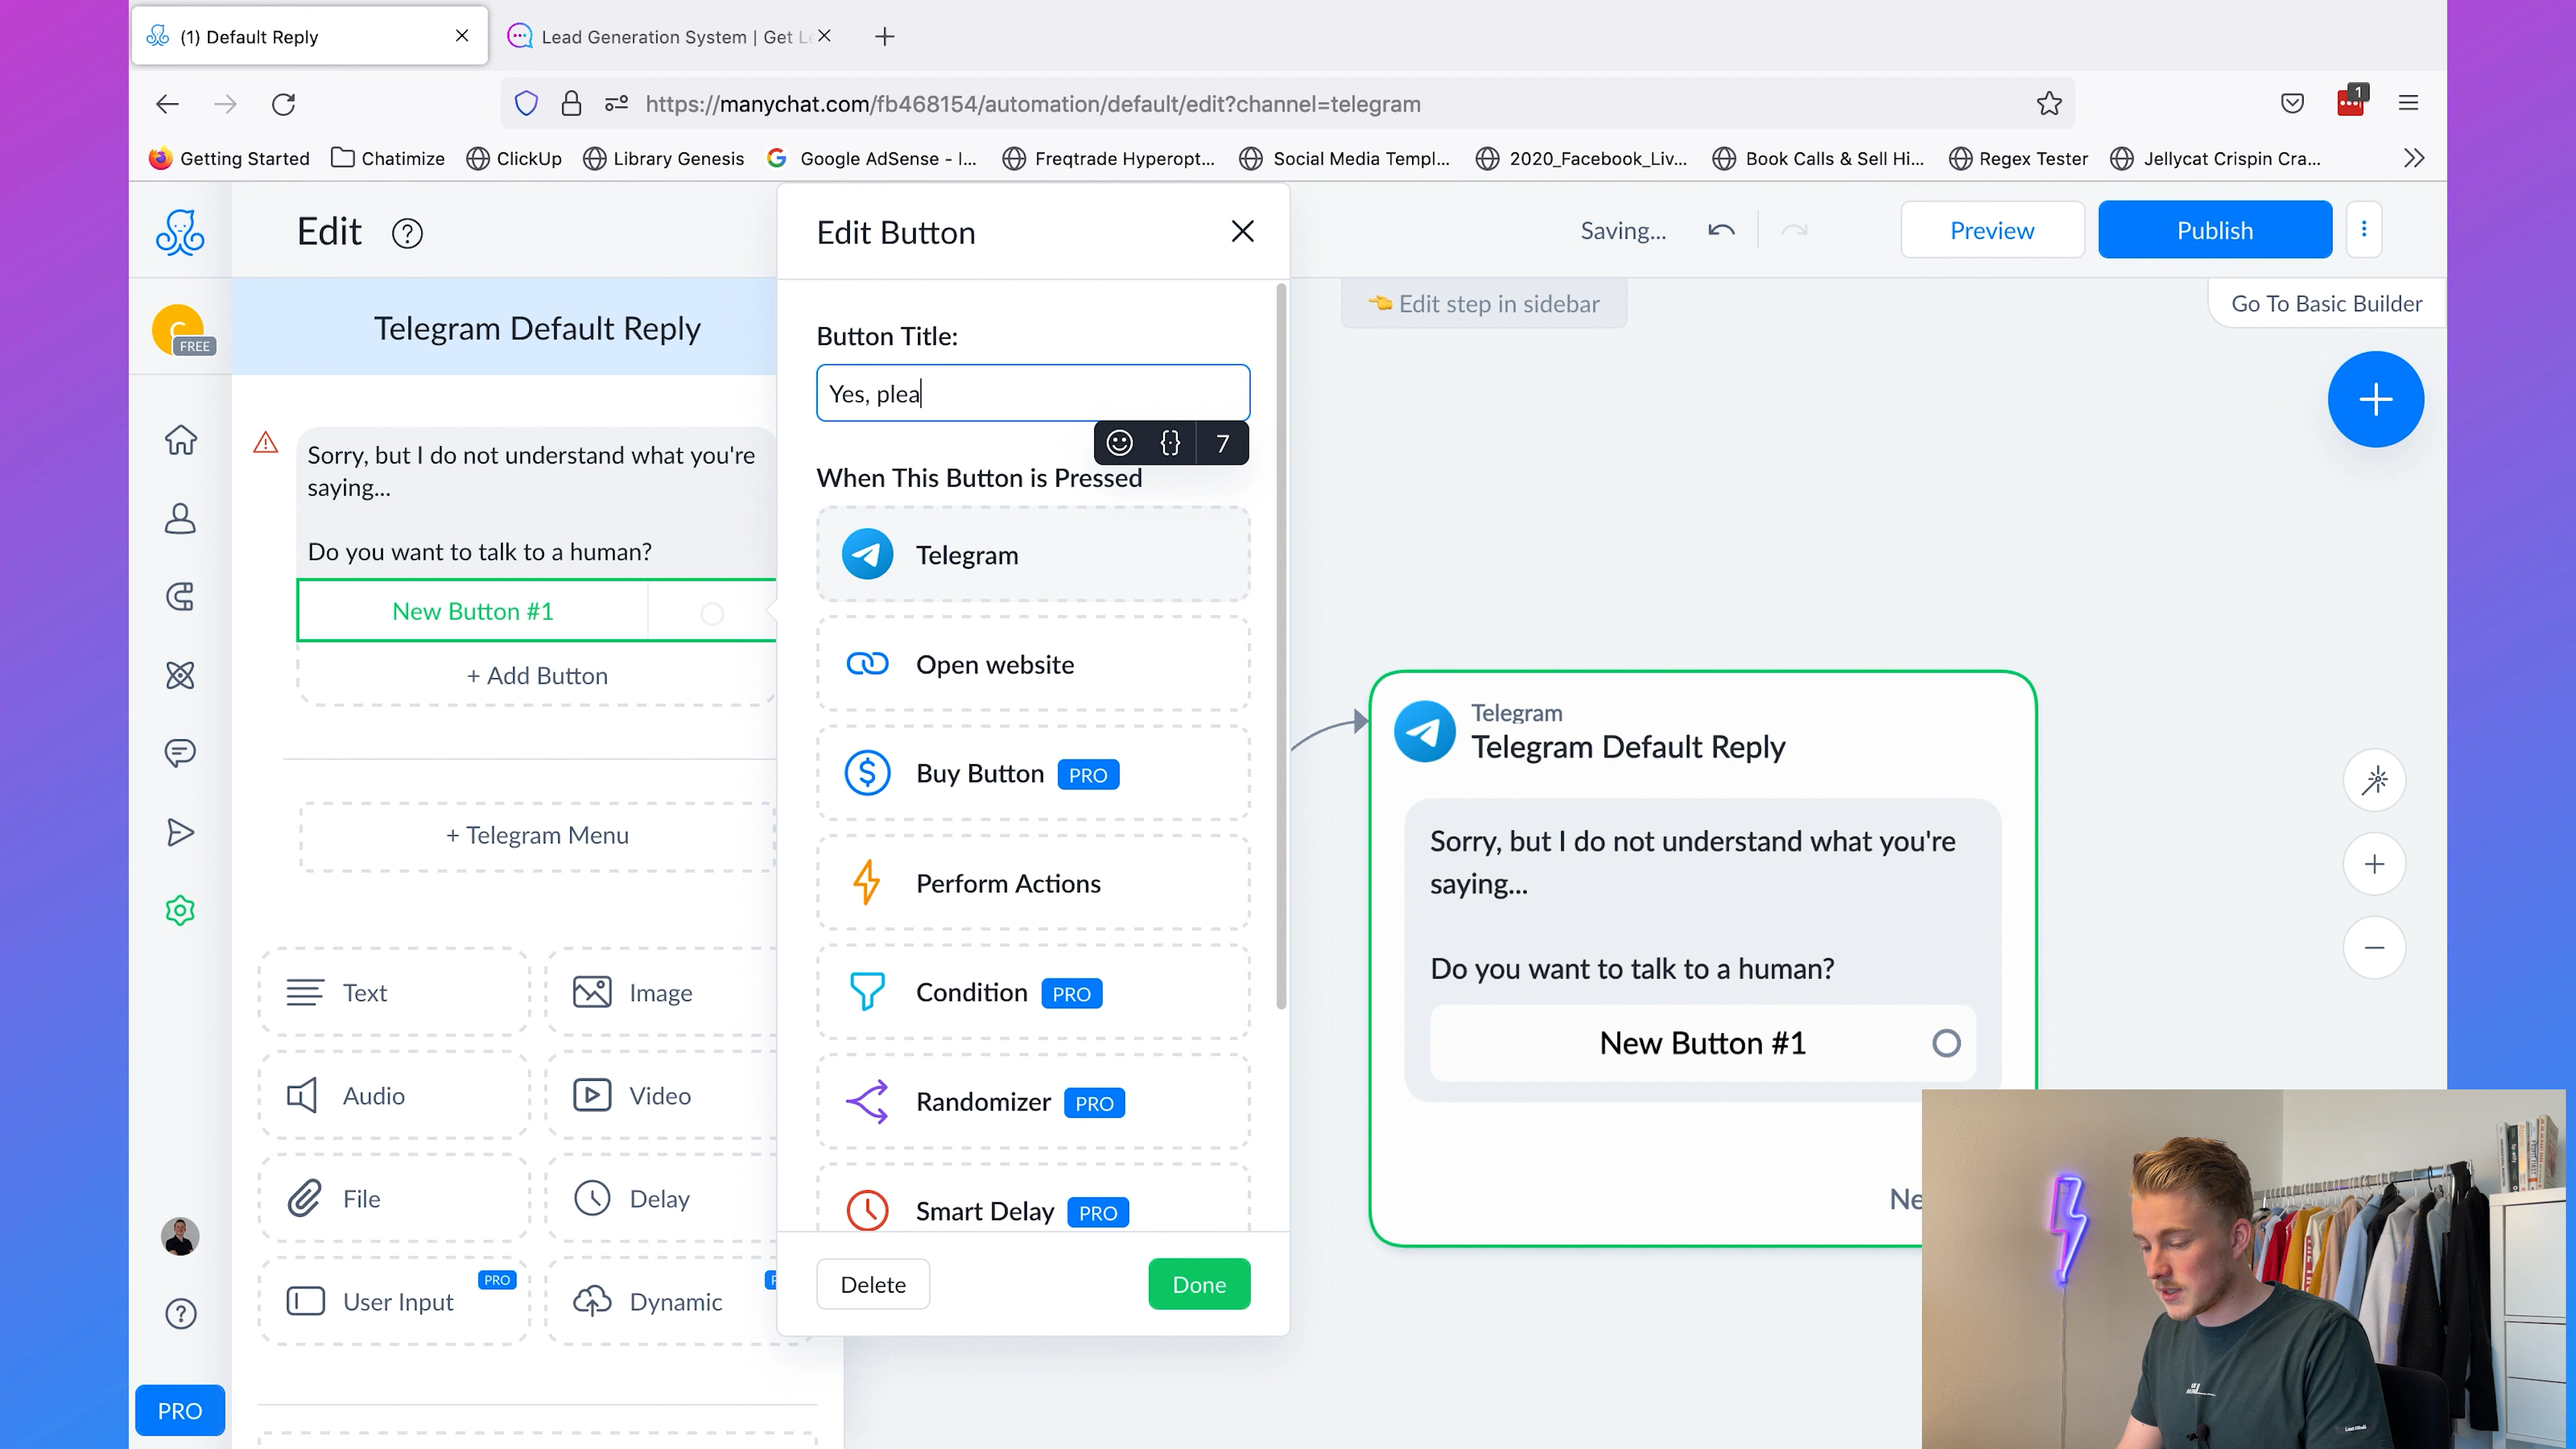 (1) Default Reply
Lead Generation System | Get Le
https://manychat.com/fb468154/automation/default/edit?channel=telegram
1
Getting Started
Chatimize
ClickUp
Library Genesis
Google AdSense - I...
Freqtrade Hyperopt...
Social Media Templ...
2020_Facebook_Liv...
Book Calls & Sell Hi...
Regex Tester
Jellycat Crispin Cra...
Edit
Edit Button
Saving...
Preview
Publish
FREE
Telegram Default Reply
Sorry, but I do not understand what you're
saying...
Do you want to talk to a human?
New Button #1
+ Add Button
+ Telegram Menu
Text
Image
Audio
Video
File
Delay
User Input
PRO
Dynamic
PRO
Button Title:
Yes, plea
7
When This Button is Pressed
Telegram
Open website
Buy Button PRO
Perform Actions
Condition PRO
Randomizer PRO
Smart Delay PRO
Delete
Done
Edit step in sidebar
Go To Basic Builder
Telegram
Telegram Default Reply
Sorry, but I do not understand what you're
saying...
Do you want to talk to a human?
New Button #1
Ne